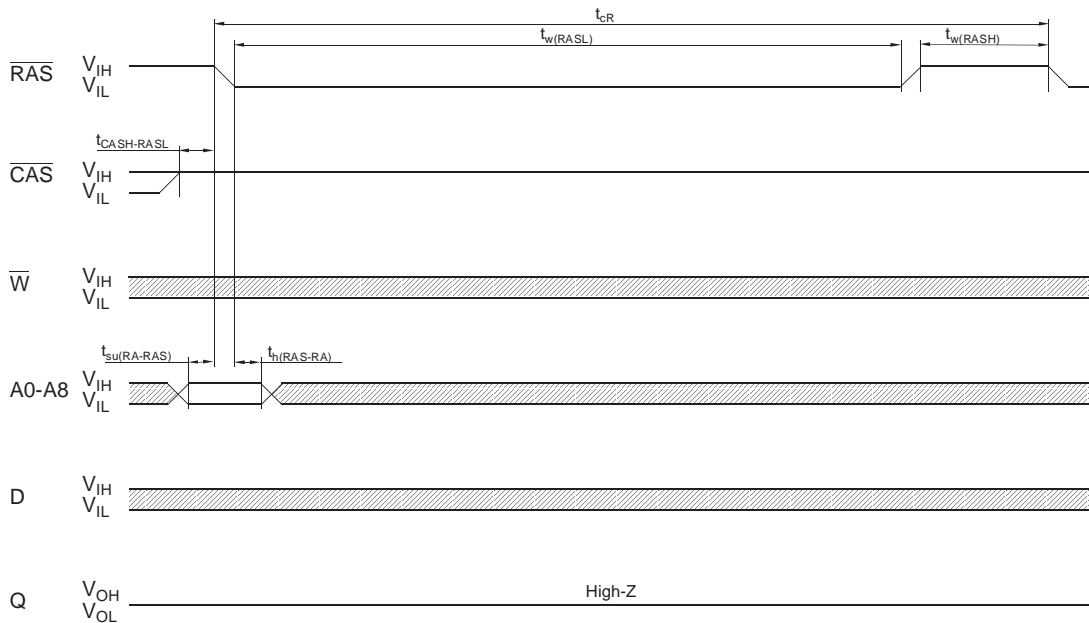 tcR
tw(RASL)
tw(RASH)
RAS VIH
VIL
tCASH-RASL
CAS VIH
VIL
W VIH
VIL
tsu(RA-RAS) th(RAS-RA)
A0-A8 VIH
VIL
D VIH
VIL
Q VOH
VOL
High-Z